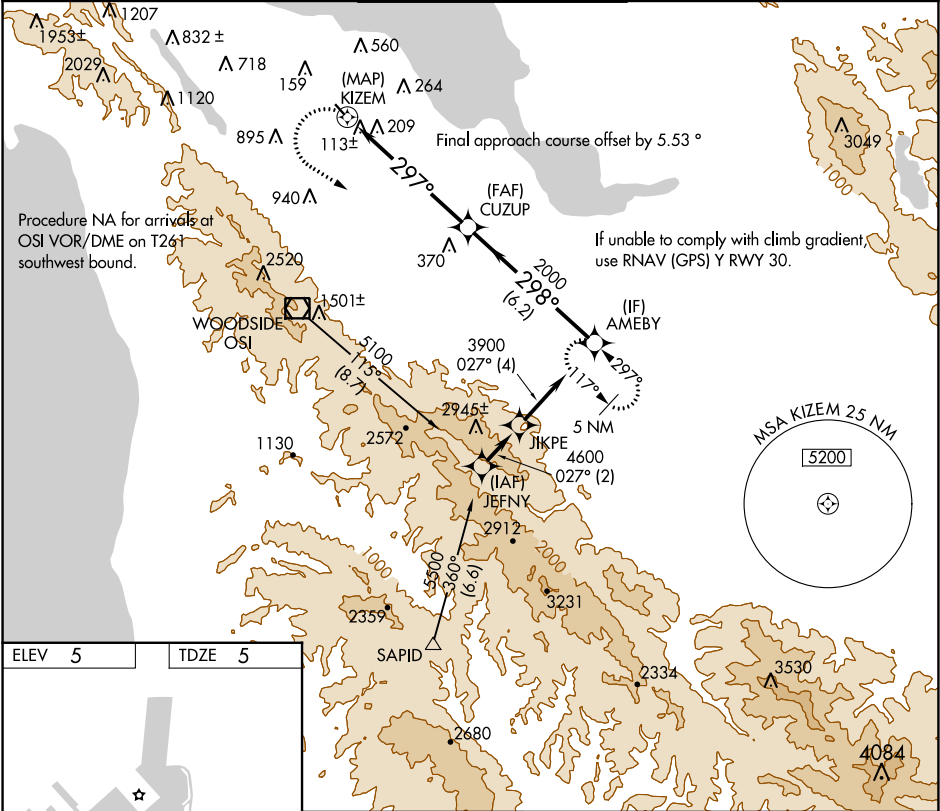 1207
1953±
832 ±
560
2029
718
159
(MAP)
KIZEM
264
1120
895
113±
209
Final approach course offset by 5.53 °
3049
1000
297°
940
(FAF)
CUZUP
Procedure NA for arrivals at
OSI VOR/DME on T261
southwest bound.
370
If unable to comply with climb gradient,
use RNAV (GPS) Y RWY 30.
2520
2000
298°
(6.2)
1501±
WOODSIDE
OSI
(IF)
AMEBY
5100
115°
(8.7)
3900
027° (4)
297°
117°
5 NM
2945±
2572
JIKPE
1130
4600
027° (2)
(IAF)
JEFNY
MSA KIZEM 25 NM
5200
2912
2000
1000
5500
360°
(6.6)
3231
2359
SAPID
ELEV 5
TDZE 5
2334
3530
2680
4084